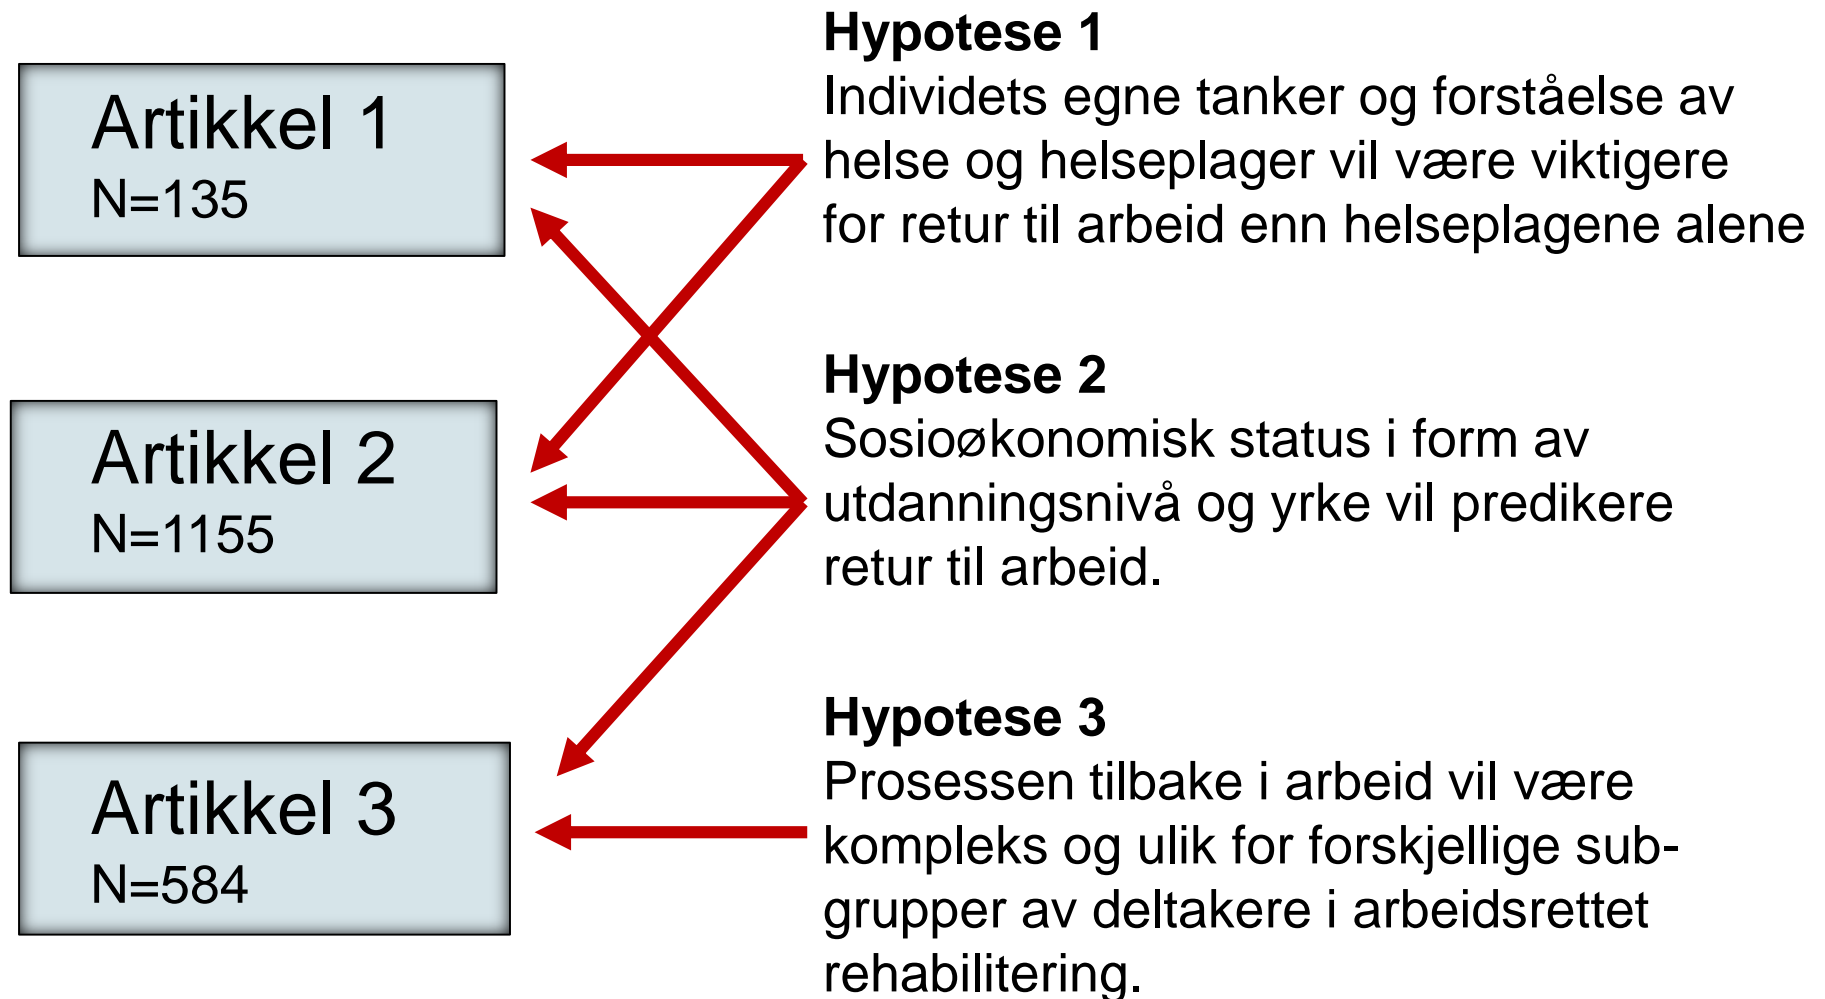 Artikkel 1
N=135
Artikkel 2
N=1155
Artikkel 3
N=584
Hypotese 1
Individets egne tanker og forståelse av
helse og helseplager vil være viktigere
for retur til arbeid enn helseplagene alene
Hypotese 2
Sosioøkonomisk status i form av
utdanningsnivå og yrke vil predikere
retur til arbeid.
Hypotese 3
Prosessen tilbake i arbeid vil være
kompleks og ulik for forskjellige sub-
grupper av deltakere i arbeidsrettet
rehabilitering.